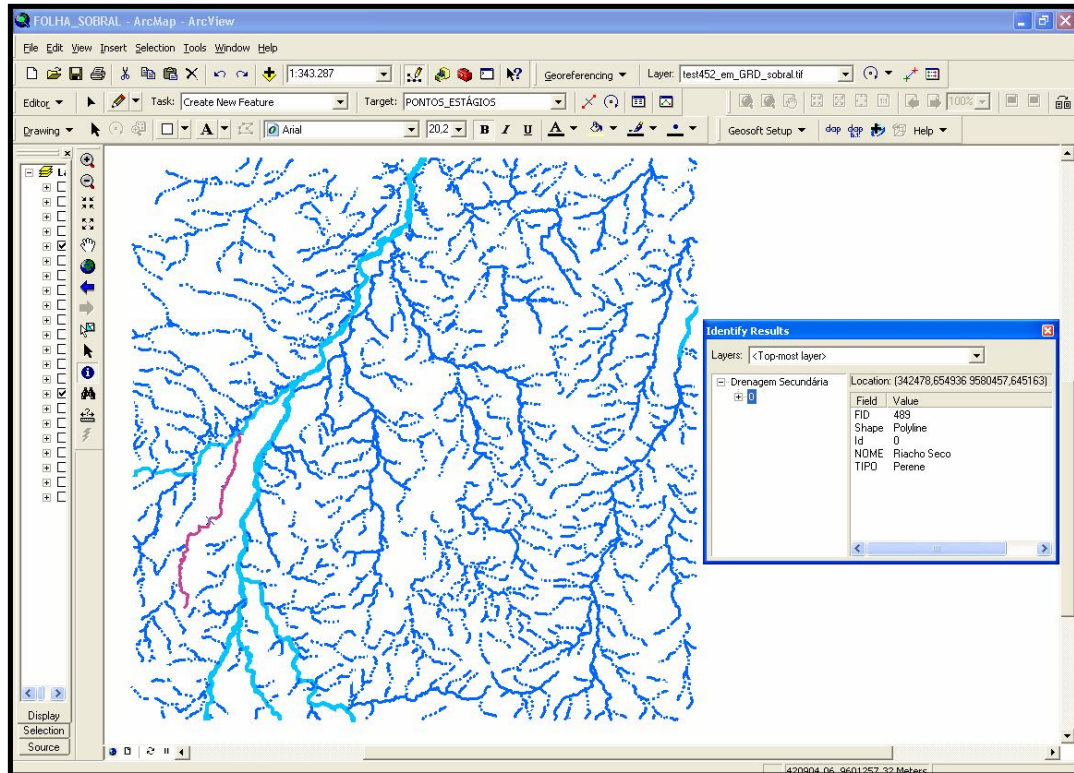 FOLHA_SOBRAL - ArcMap - ArcView
File Edit View Insert Selection Tools Window Help
1:343.287
Georeferencing
Layer: test452_em_GRD_sobral.tif
Editor
Task: Create New Feature
Target: PONTOS_ESTÁGIOS
100%
Drawing
A
Arial
20,2
B I U A
Geosoft Setup
dap dap
Help
Identify Results
Layers: <Top-most layer>
Drenagem Secundária
0
Location: (342478,654936 9580457,645163)
Field Value
FID 489
Shape Polyline
Id 0
NOME Riacho Seco
TIPO Perene
Display
Selection
Source
420904,06 9601257,32 Meters